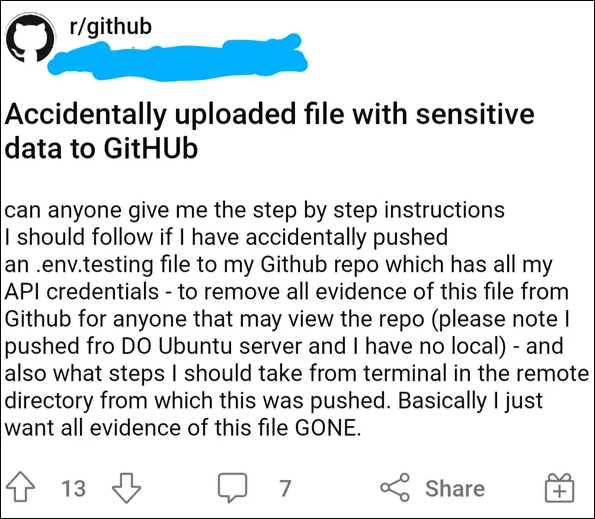 r/github
Accidentally uploaded file with sensitive
data to GitHUb
can anyone give me the step by step instructions
I should follow if I have accidentally pushed
an .env.testing file to my Github repo which has all my
API credentials - to remove all evidence of this file from
Github for anyone that may view the repo (please note I
pushed fro DO Ubuntu server and I have no local) - and
also what steps I should take from terminal in the remote
directory from which this was pushed. Basically I just
want all evidence of this file GONE.
13 7 Share